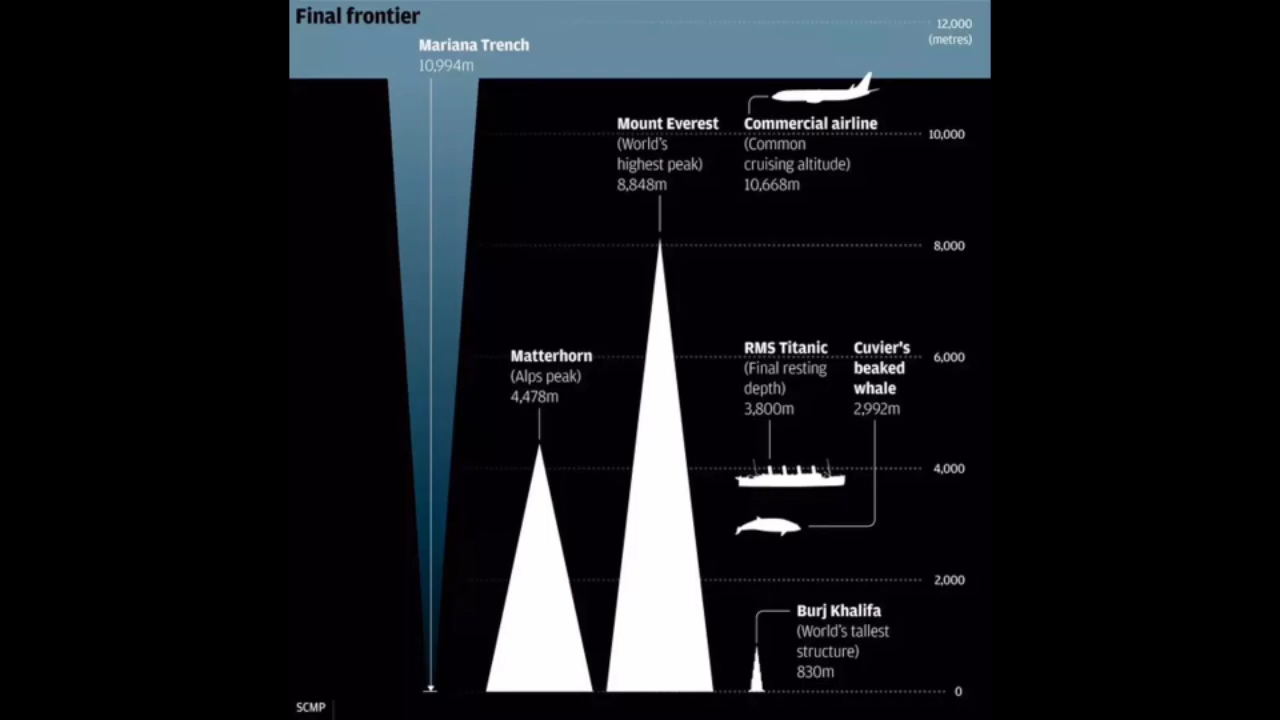 Final frontier
12,000
(metres)
Mariana Trench
10,994m
Mount Everest
(World's
highest peak)
8,848m
Commercial airline
(Common
cruising altitude)
10,668m
10,000
8,000
Matterhorn
(Alps peak)
4,478m
RMS Titanic
(Final resting
depth)
3,800m
Cuvier's
beaked
whale
2,992m
6,000
4,000
2,000
Burj Khalifa
(World's tallest
structure)
830m
0
SCMP